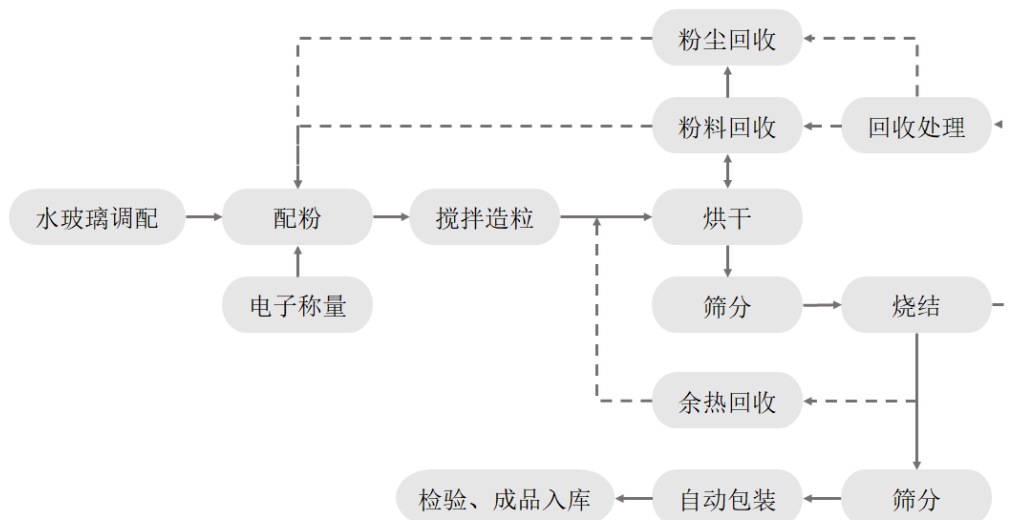 粉尘回收
粉料回收
回收处理
水玻璃调配
配粉
搅拌造粒
烘干
电子称量
筛分
烧结
余热回收
检验、成品入库
自动包装
筛分